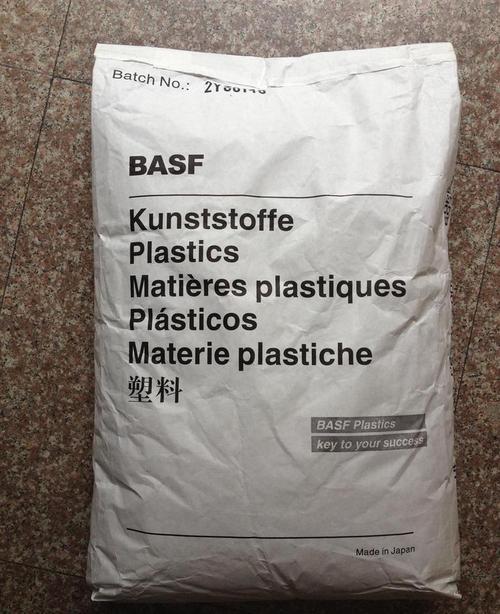 Batch No.:
BASF
Kunststoffe
Plastics
Matières plastiques
Plásticos
Materie plastiche
塑料
BASF Plastics
key to your success
Made in Japan